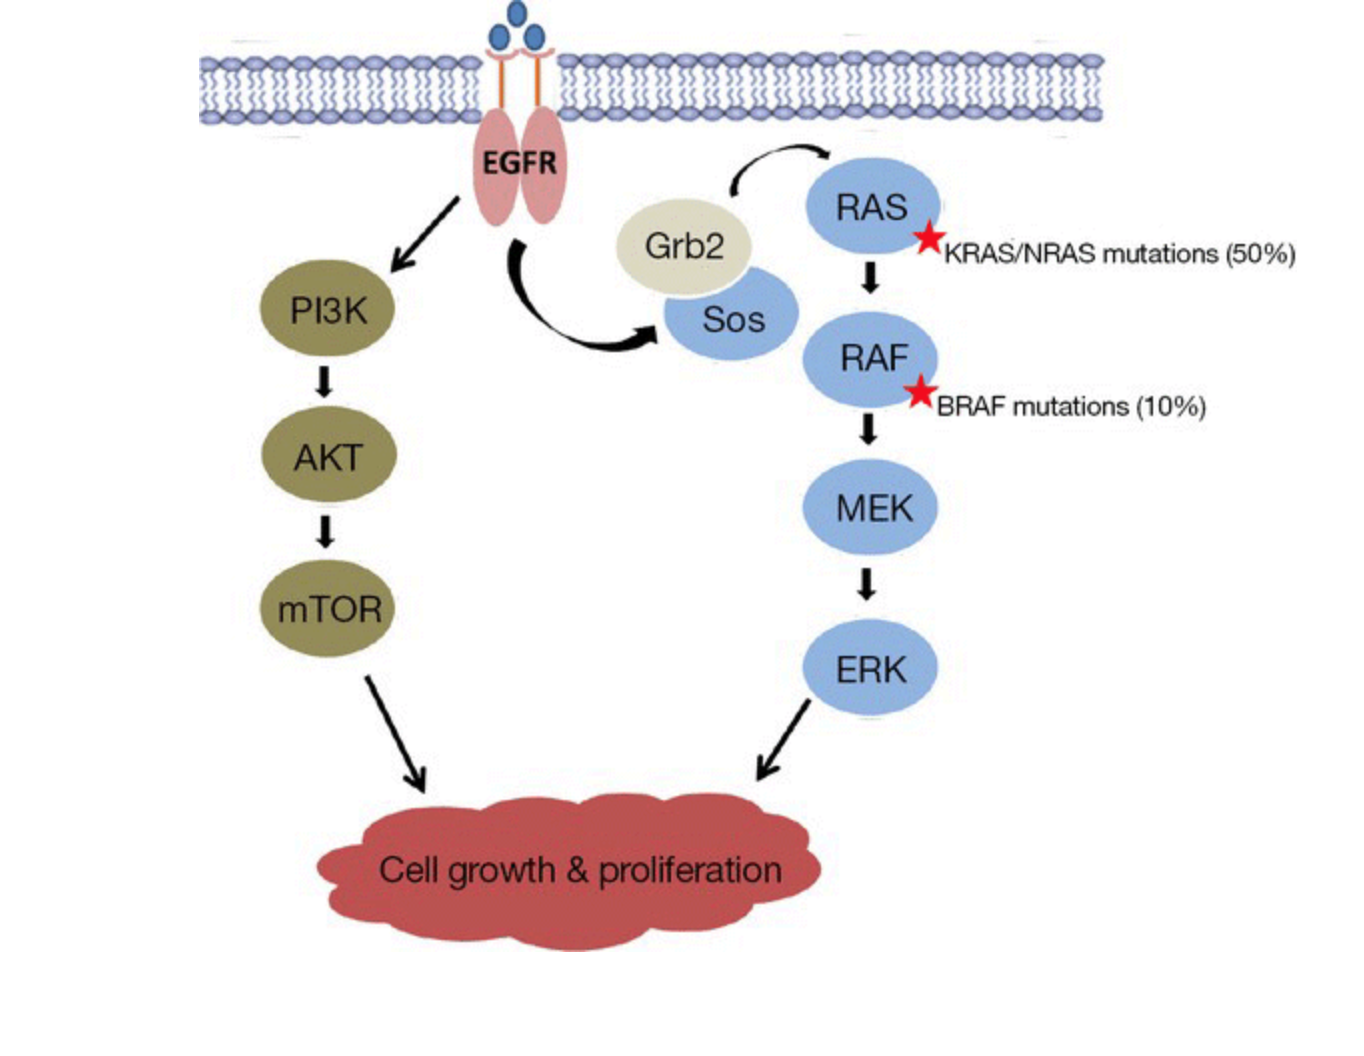 EGFR
RAS
KRAS/NRAS mutations (50%)
Grb2
Sos
PI3K
RAF
BRAF mutations (10%)
AKT
MEK
mTOR
ERK
Cell growth & proliferation